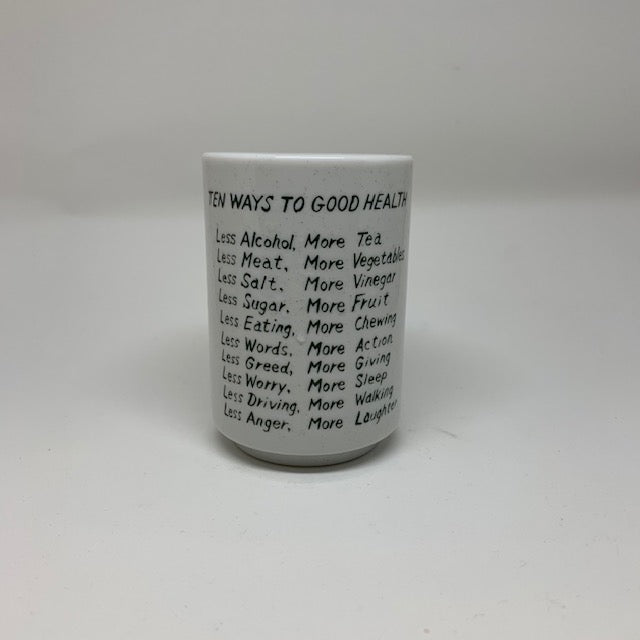 TEN WAYS TO GOOD HEALTH
Less Alcohol, More Tea
Less Meat, More Vegetables
Less Salt, More Vinegar
Less Sugar, More Fruit
Less Eating, More Chewing
Less Words, More Action
Less Greed, More Giving
Less Worry, More Sleep
Less Driving, More Walking
Less Anger, More Laughter